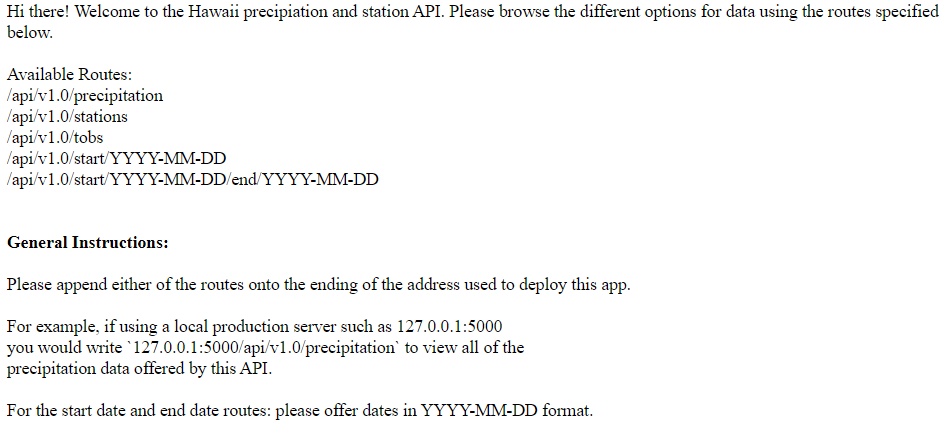 Hi there! Welcome to the Hawaii precipiation and station API. Please browse the different options for data using the routes specified
below.
Available Routes:
/api/v1.0/precipitation
/api/v1.0/stations
/api/v1.0/tobs
/api/v1.0/start/YYYY-MM-DD
/api/v1.0/start/YYYY-MM-DD/end/YYYY-MM-DD
General Instructions:
Please append either of the routes onto the ending of the address used to deploy this app.
For example, if using a local production server such as 127.0.0.1:5000
you would write `127.0.0.1:5000/api/v1.0/precipitation` to view all of the
precipitation data offered by this API.
For the start date and end date routes: please offer dates in YYYY-MM-DD format.